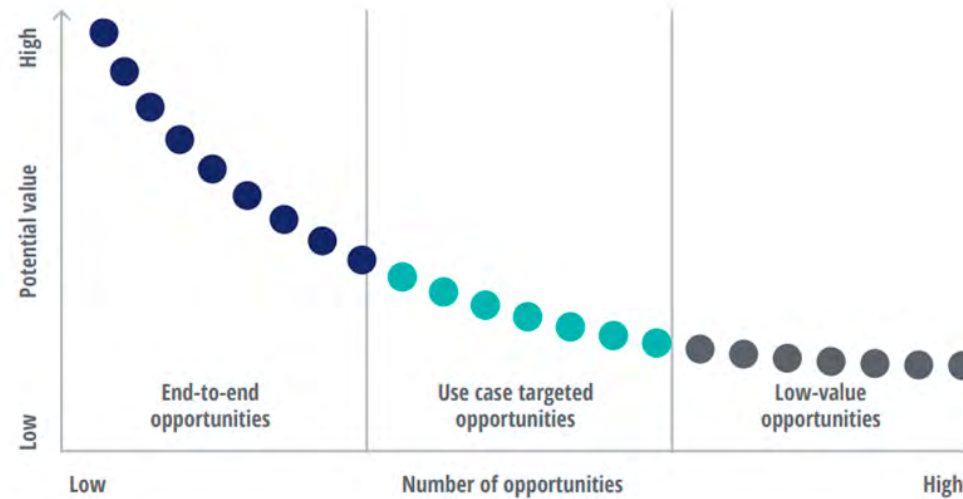 High
Potential value
Low
End-to-end
opportunities
Use case targeted
opportunities
Low-value
opportunities
Low
Number of opportunities
High